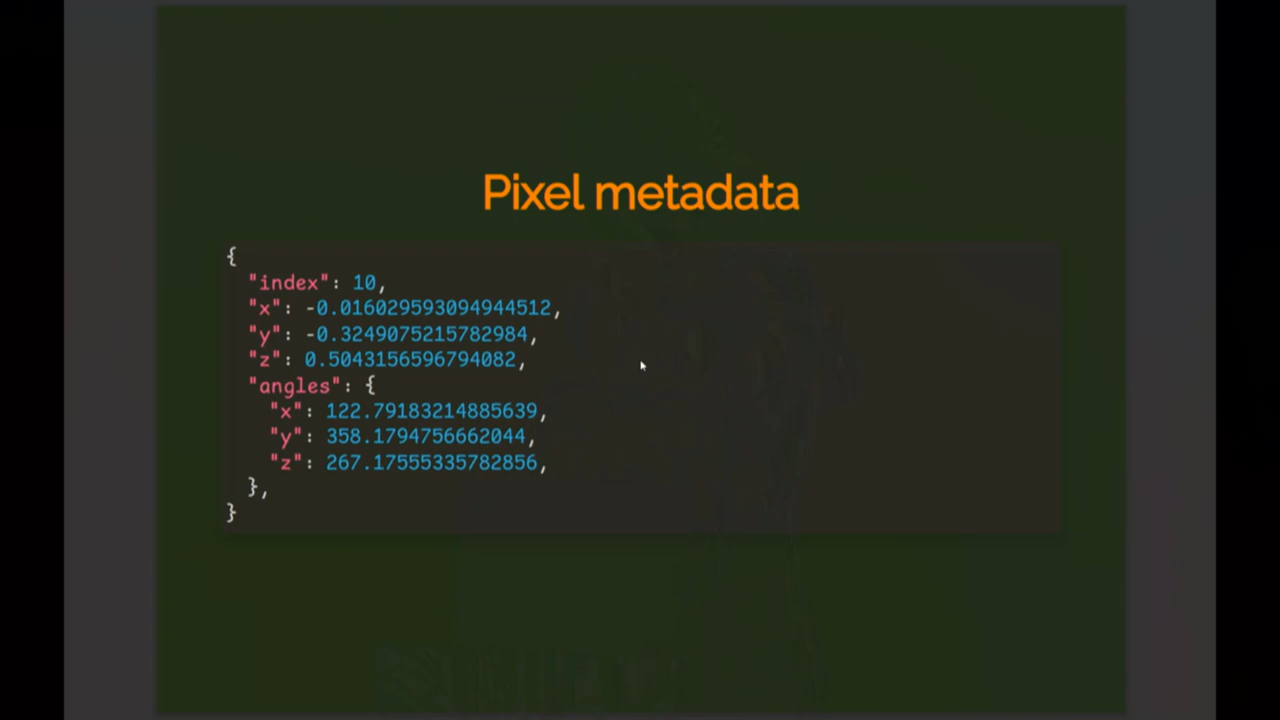 Pixel metadata
{
"index": 10,
"x": -0.016029593094944512,
"y": -0.3249075215782984,
"z": 0.5043156596794082,
"angles": {
"x": 122.79183214885639,
"y": 358.1794756662044,
"z": 267.17555335782856,
},
}